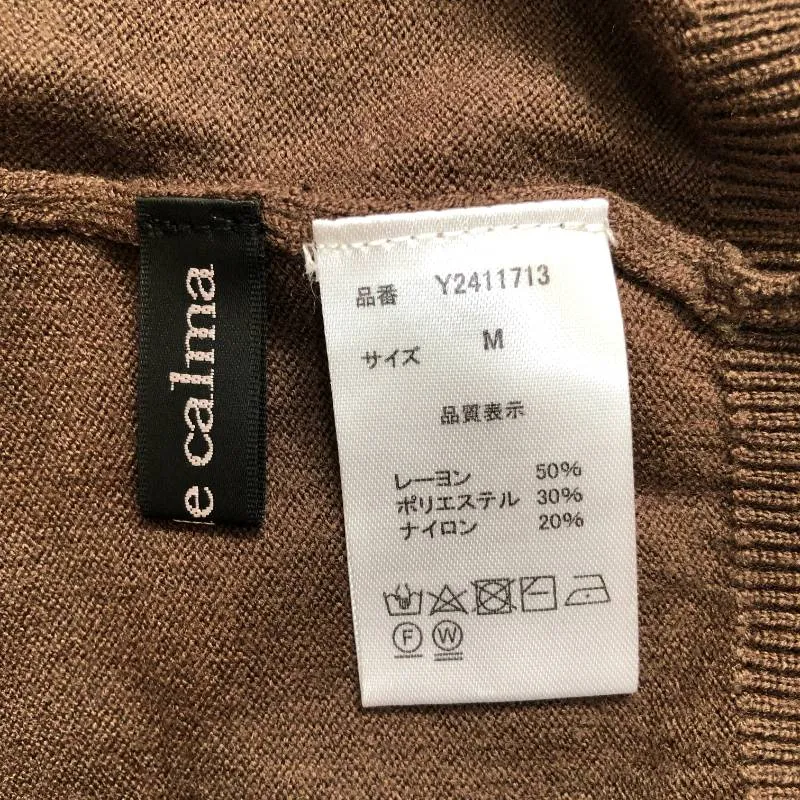 e calma
品番 Y2411713
サイズ M
品質表示
レーヨン 50%
ポリエステル 30%
ナイロン 20%
F W